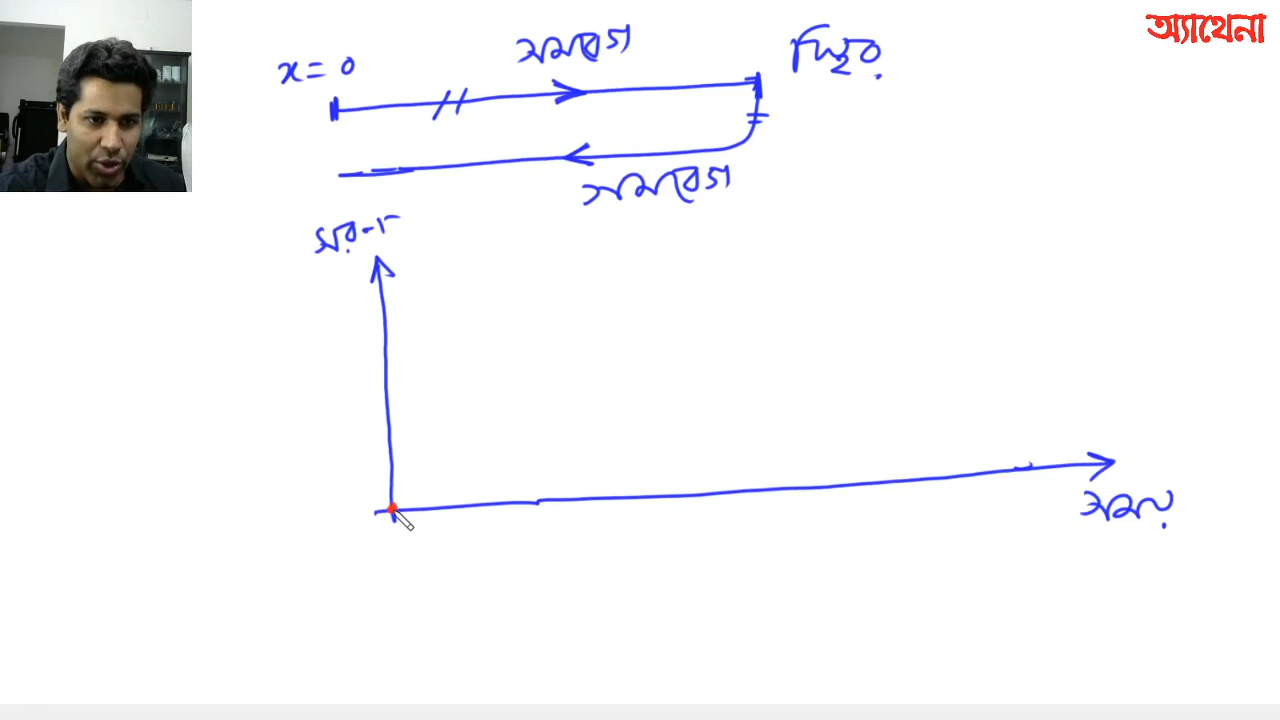 অ্যাথেনা
সমবেগ
স্থির
x = 0
সমবেগ
সরণ
সময়